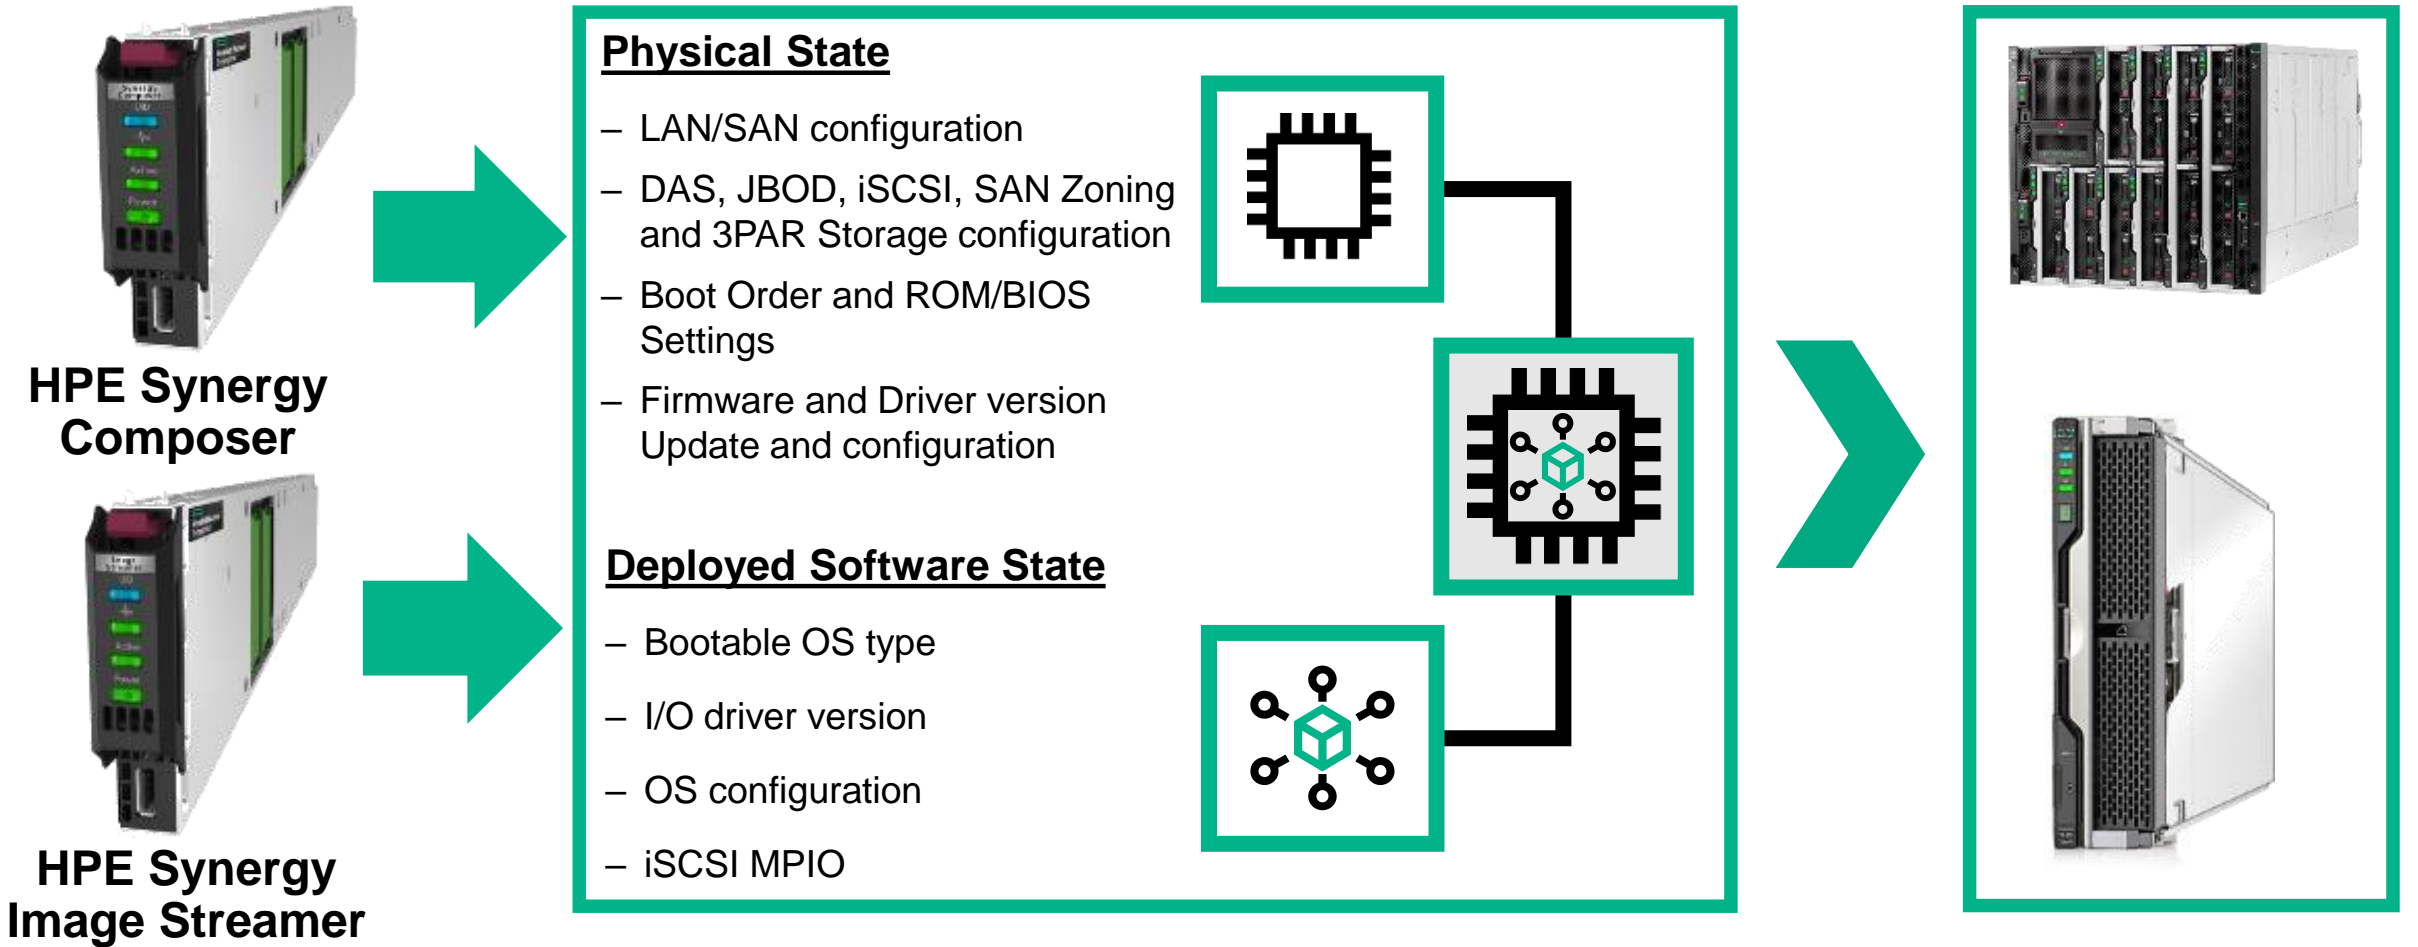 Physical State
– LAN/SAN configuration
– DAS, JBOD, iSCSI, SAN Zoning
and 3PAR Storage configuration
– Boot Order and ROM/BIOS
Settings
– Firmware and Driver version
Update and configuration
HPE Synergy
Composer
Deployed Software State
– Bootable OS type
– I/O driver version
– OS configuration
– iSCSI MPIO
HPE Synergy
Image Streamer